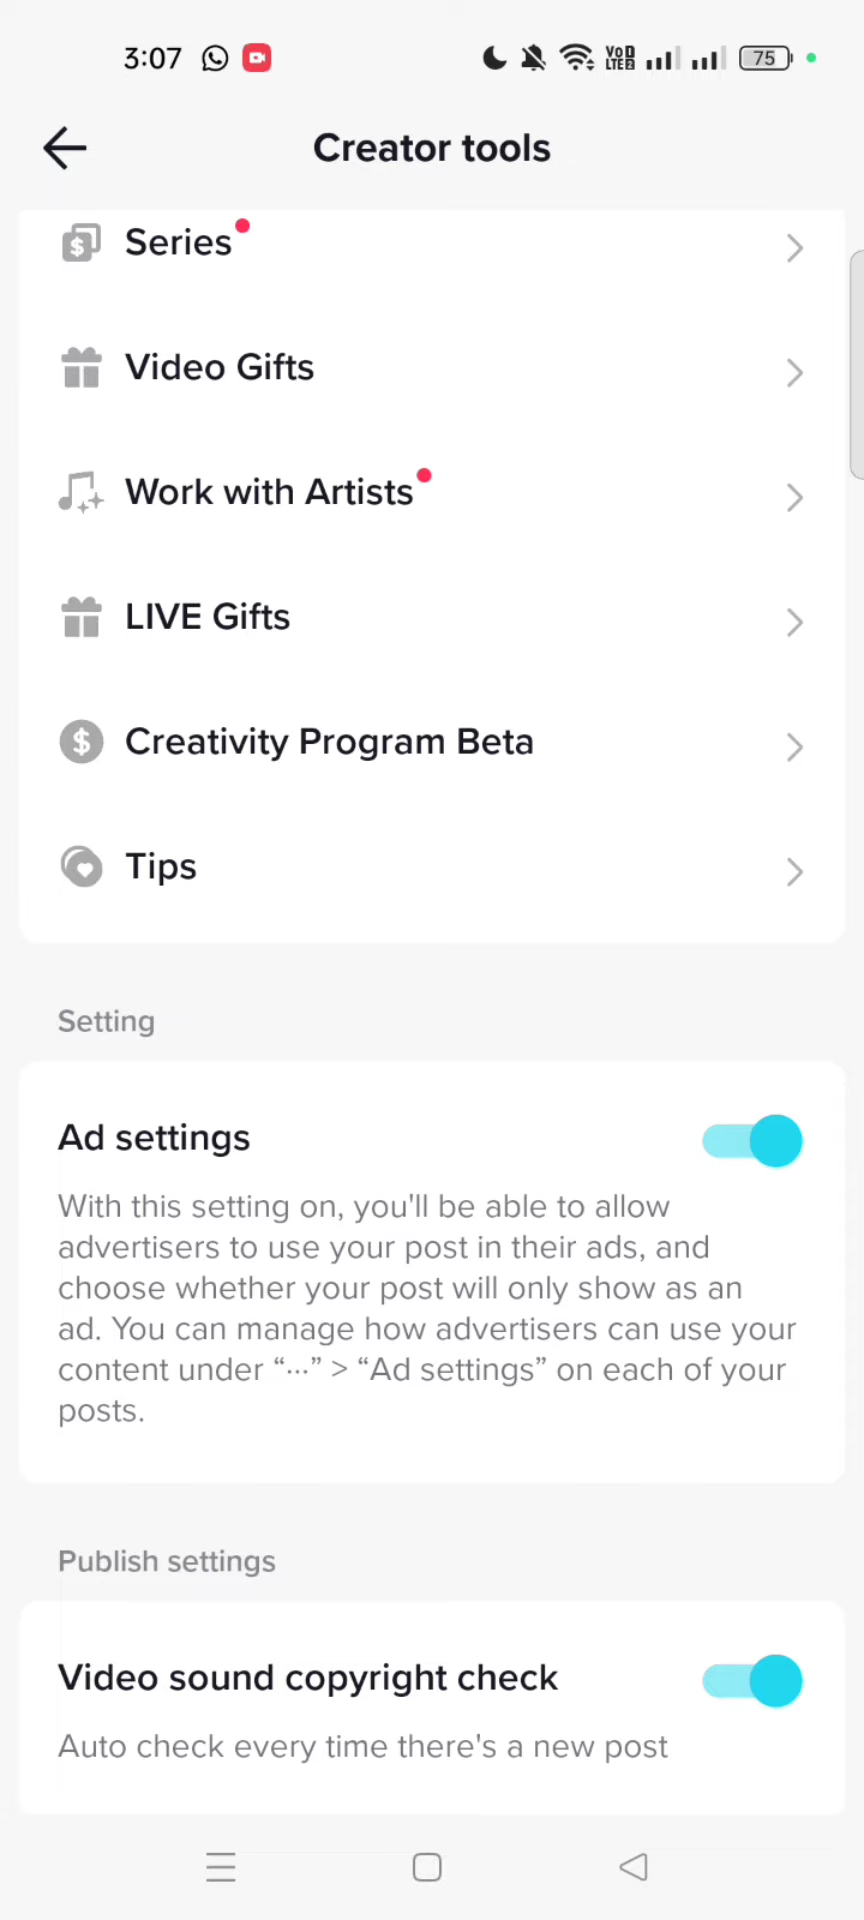 3:07
VoD
LTE2
75
Creator tools
Series
Video Gifts
Work with Artists
LIVE Gifts
Creativity Program Beta
Tips
Setting
Ad settings
With this setting on, you'll be able to allow
advertisers to use your post in their ads, and
choose whether your post will only show as an
ad. You can manage how advertisers can use your
content under “···” > “Ad settings” on each of your
posts.
Publish settings
Video sound copyright check
Auto check every time there's a new post